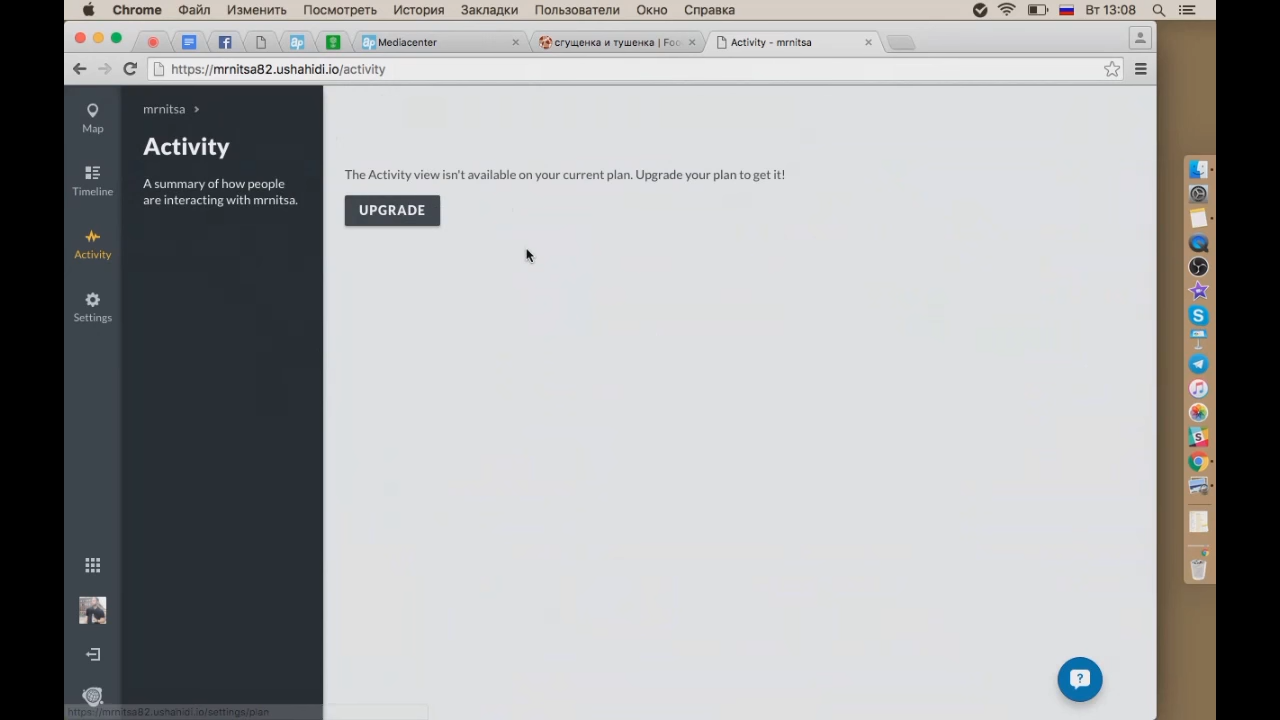 Chrome Файл Изменить Посмотреть История Закладки Пользователи Окно Справка Вт 13:08
ap Mediacenter сгущенка и тушенка | Foo Activity - mrnitsa
https://mrnitsa82.ushahidi.io/activity
Map
Timeline
Activity
Settings
mrnitsa >
Activity
A summary of how people
are interacting with mrnitsa.
The Activity view isn't available on your current plan. Upgrade your plan to get it!
UPGRADE
https://mrnitsa82.ushahidi.io/settings/plan